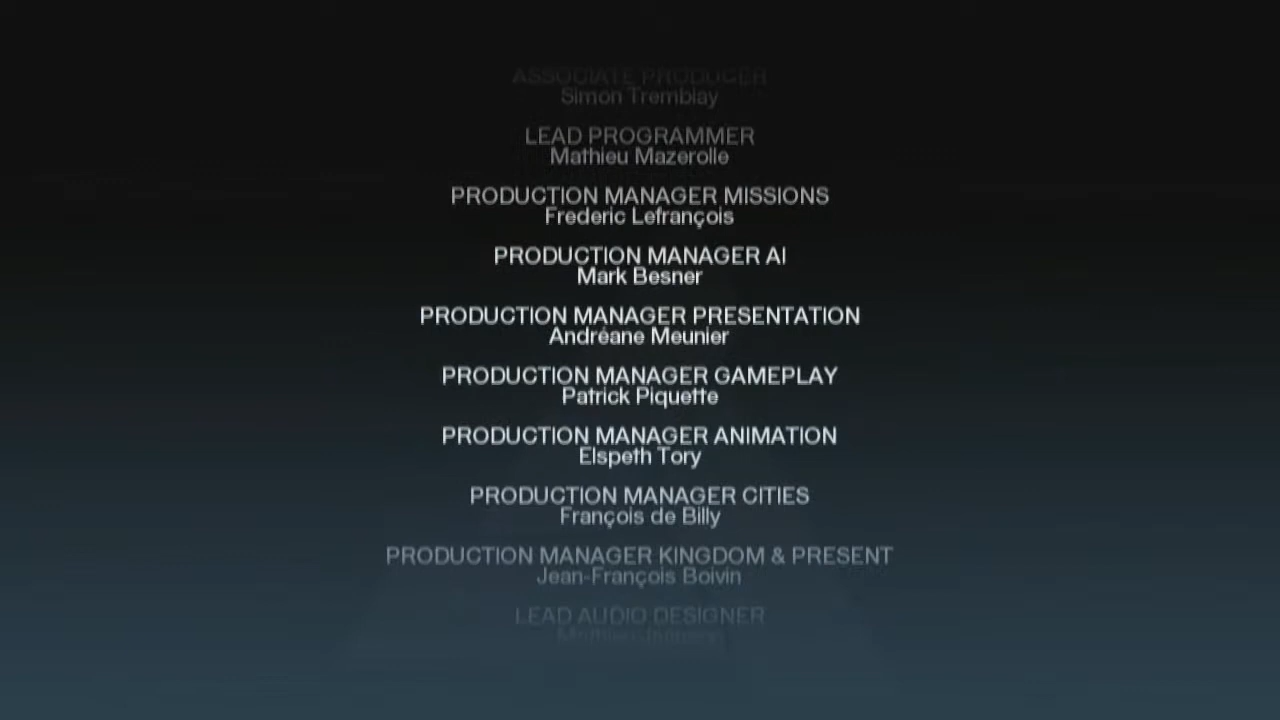 ASSOCIATE PRODUCER
Simon Tremblay
LEAD PROGRAMMER
Mathieu Mazerolle
PRODUCTION MANAGER MISSIONS
Frederic Lefrançois
PRODUCTION MANAGER AI
Mark Besner
PRODUCTION MANAGER PRESENTATION
Andréane Meunier
PRODUCTION MANAGER GAMEPLAY
Patrick Piquette
PRODUCTION MANAGER ANIMATION
Elspeth Tory
PRODUCTION MANAGER CITIES
François de Billy
PRODUCTION MANAGER KINGDOM & PRESENT
Jean-François Boivin
LEAD AUDIO DESIGNER
Mathieu